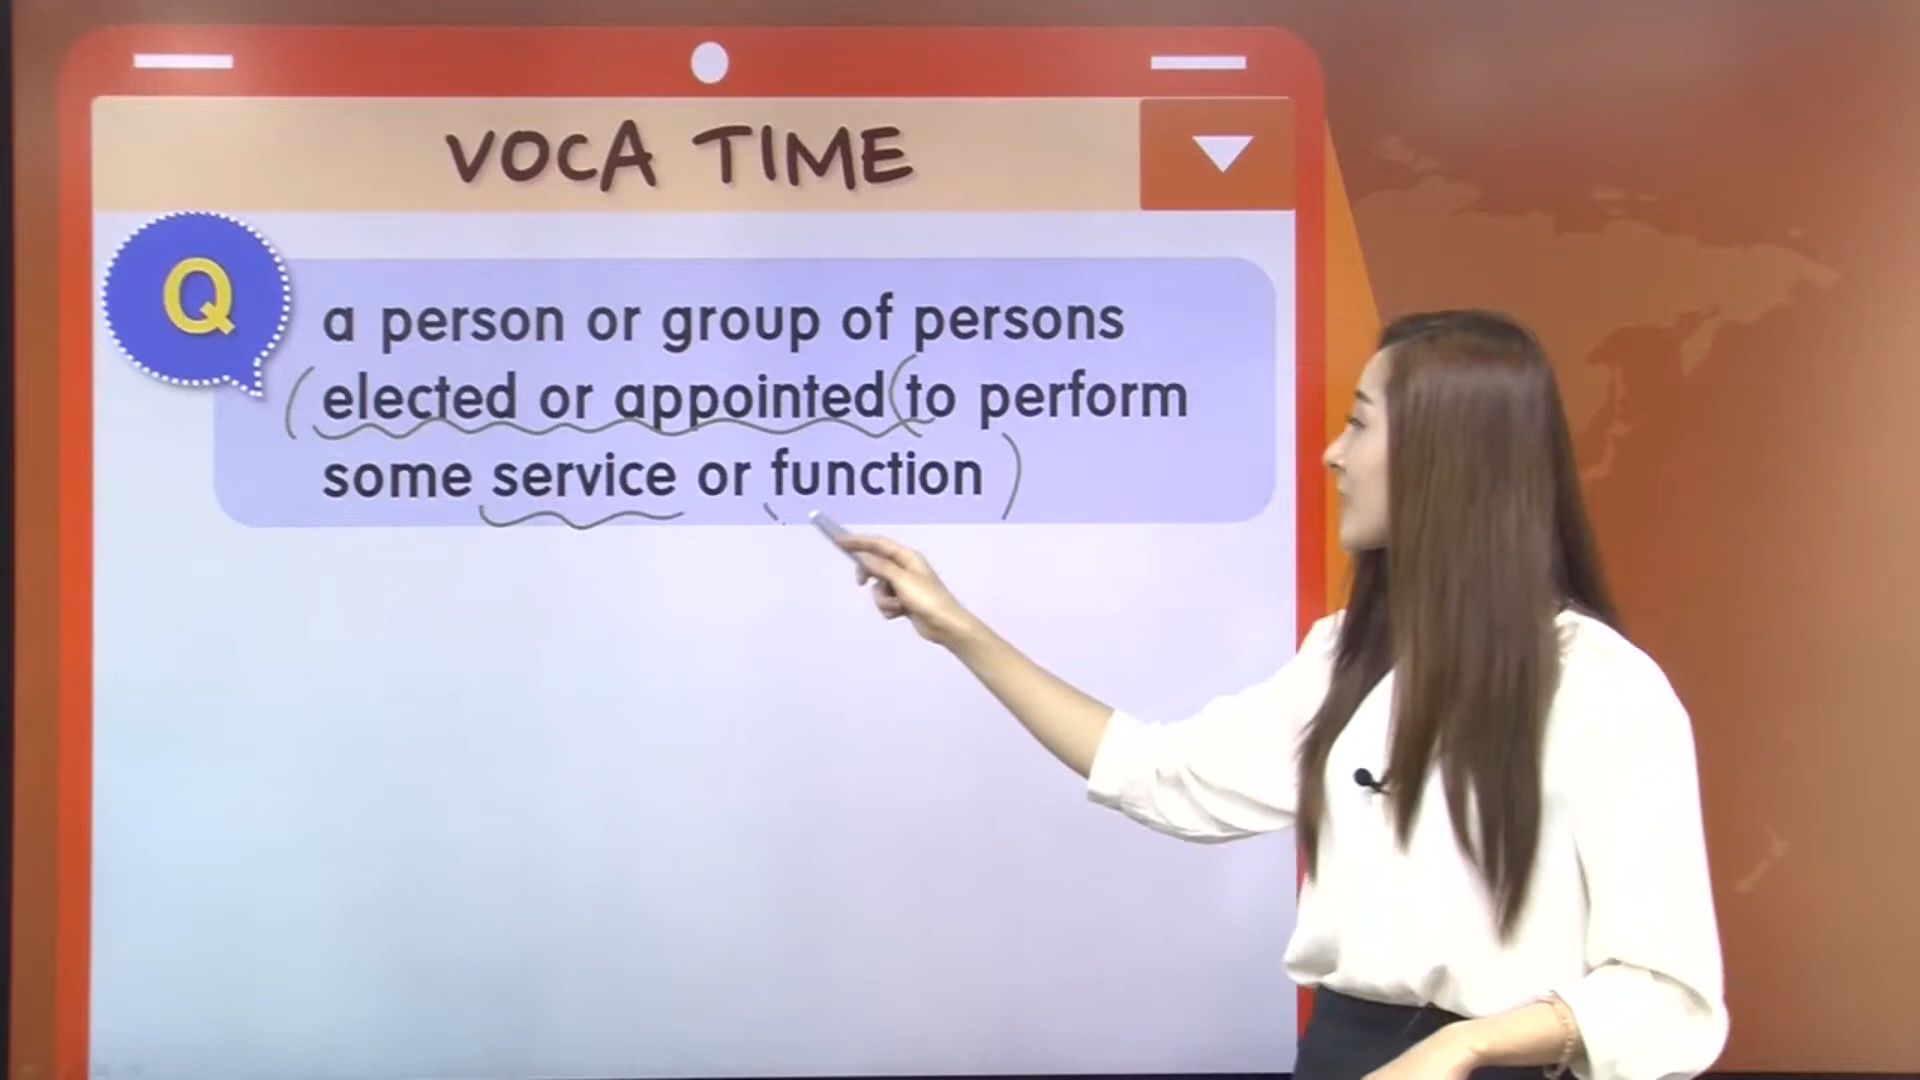 VOCA TIME
Q
a person or group of persons
elected or appointed to perform
some service or function